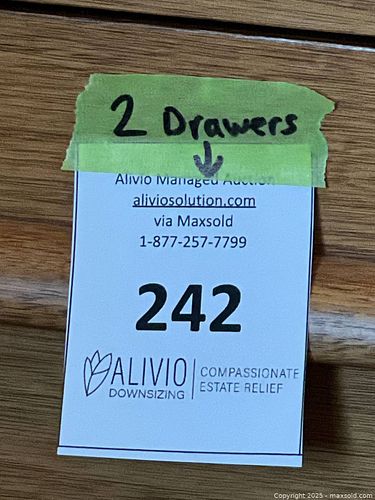 2 Drawers
Alivio Managed Auction
aliviosolution.com
via Maxsold
1-877-257-7799
242
ALIVIO
DOWNSIZING
COMPASSIONATE
ESTATE RELIEF
Copyright 2025 - maxsold.com